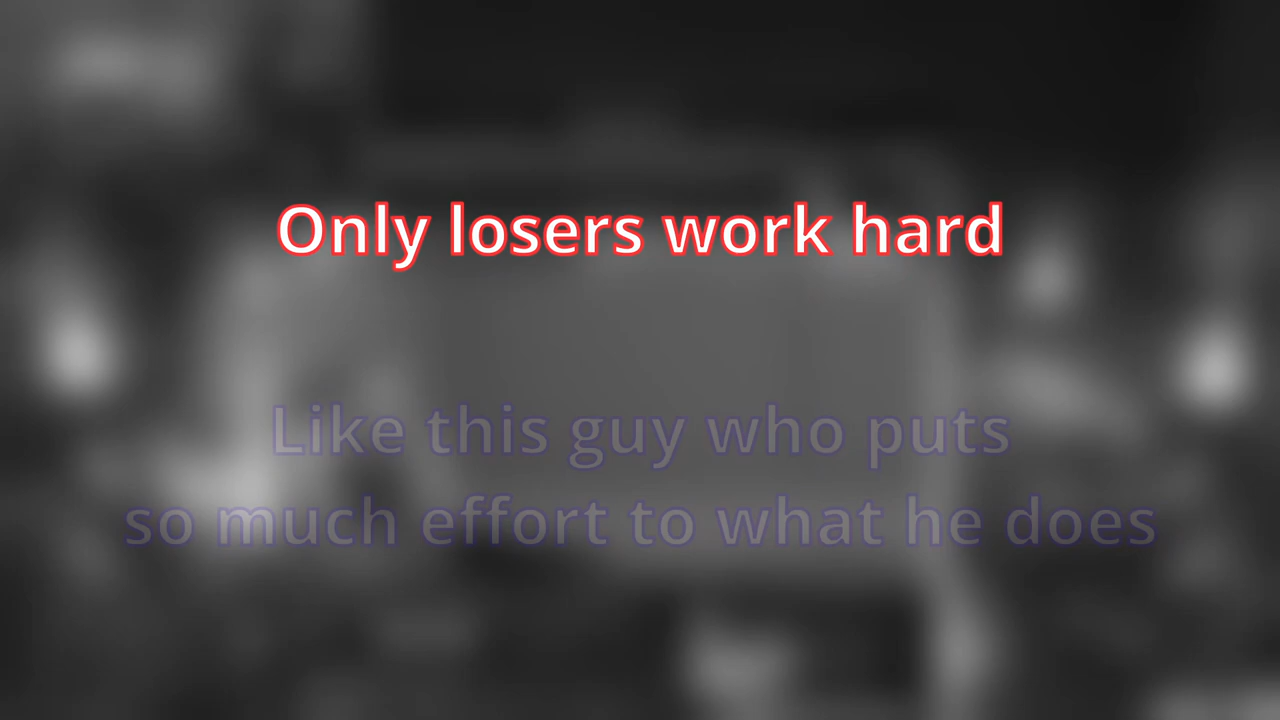 Only losers work hard
Like this guy who puts
so much effort to what he does